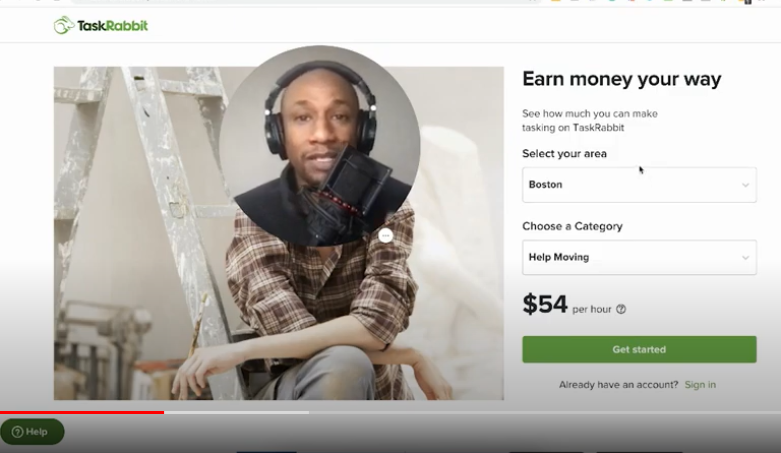 TaskRabbit
Earn money your way
See how much you can make
tasking on TaskRabbit
Select your area
Boston
Choose a Category
Help Moving
$54 per hour
Get started
Already have an account? Sign in
Help